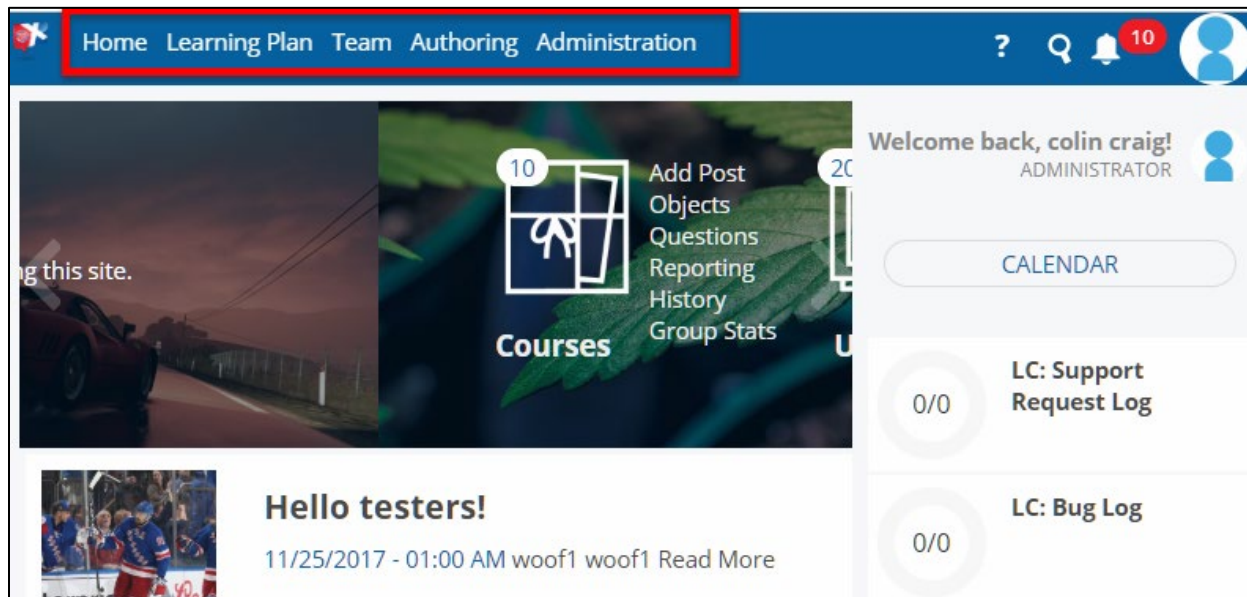 Home Learning Plan Team Authoring Administration
? 10
Welcome back, colin craig!
ADMINISTRATOR
CALENDAR
ng this site.
10
Courses
Add Post
Objects
Questions
Reporting
History
Group Stats
20
U
LC: Support
Request Log
0/0
LC: Bug Log
0/0
Hello testers!
11/25/2017 - 01:00 AM woof1 woof1 Read More